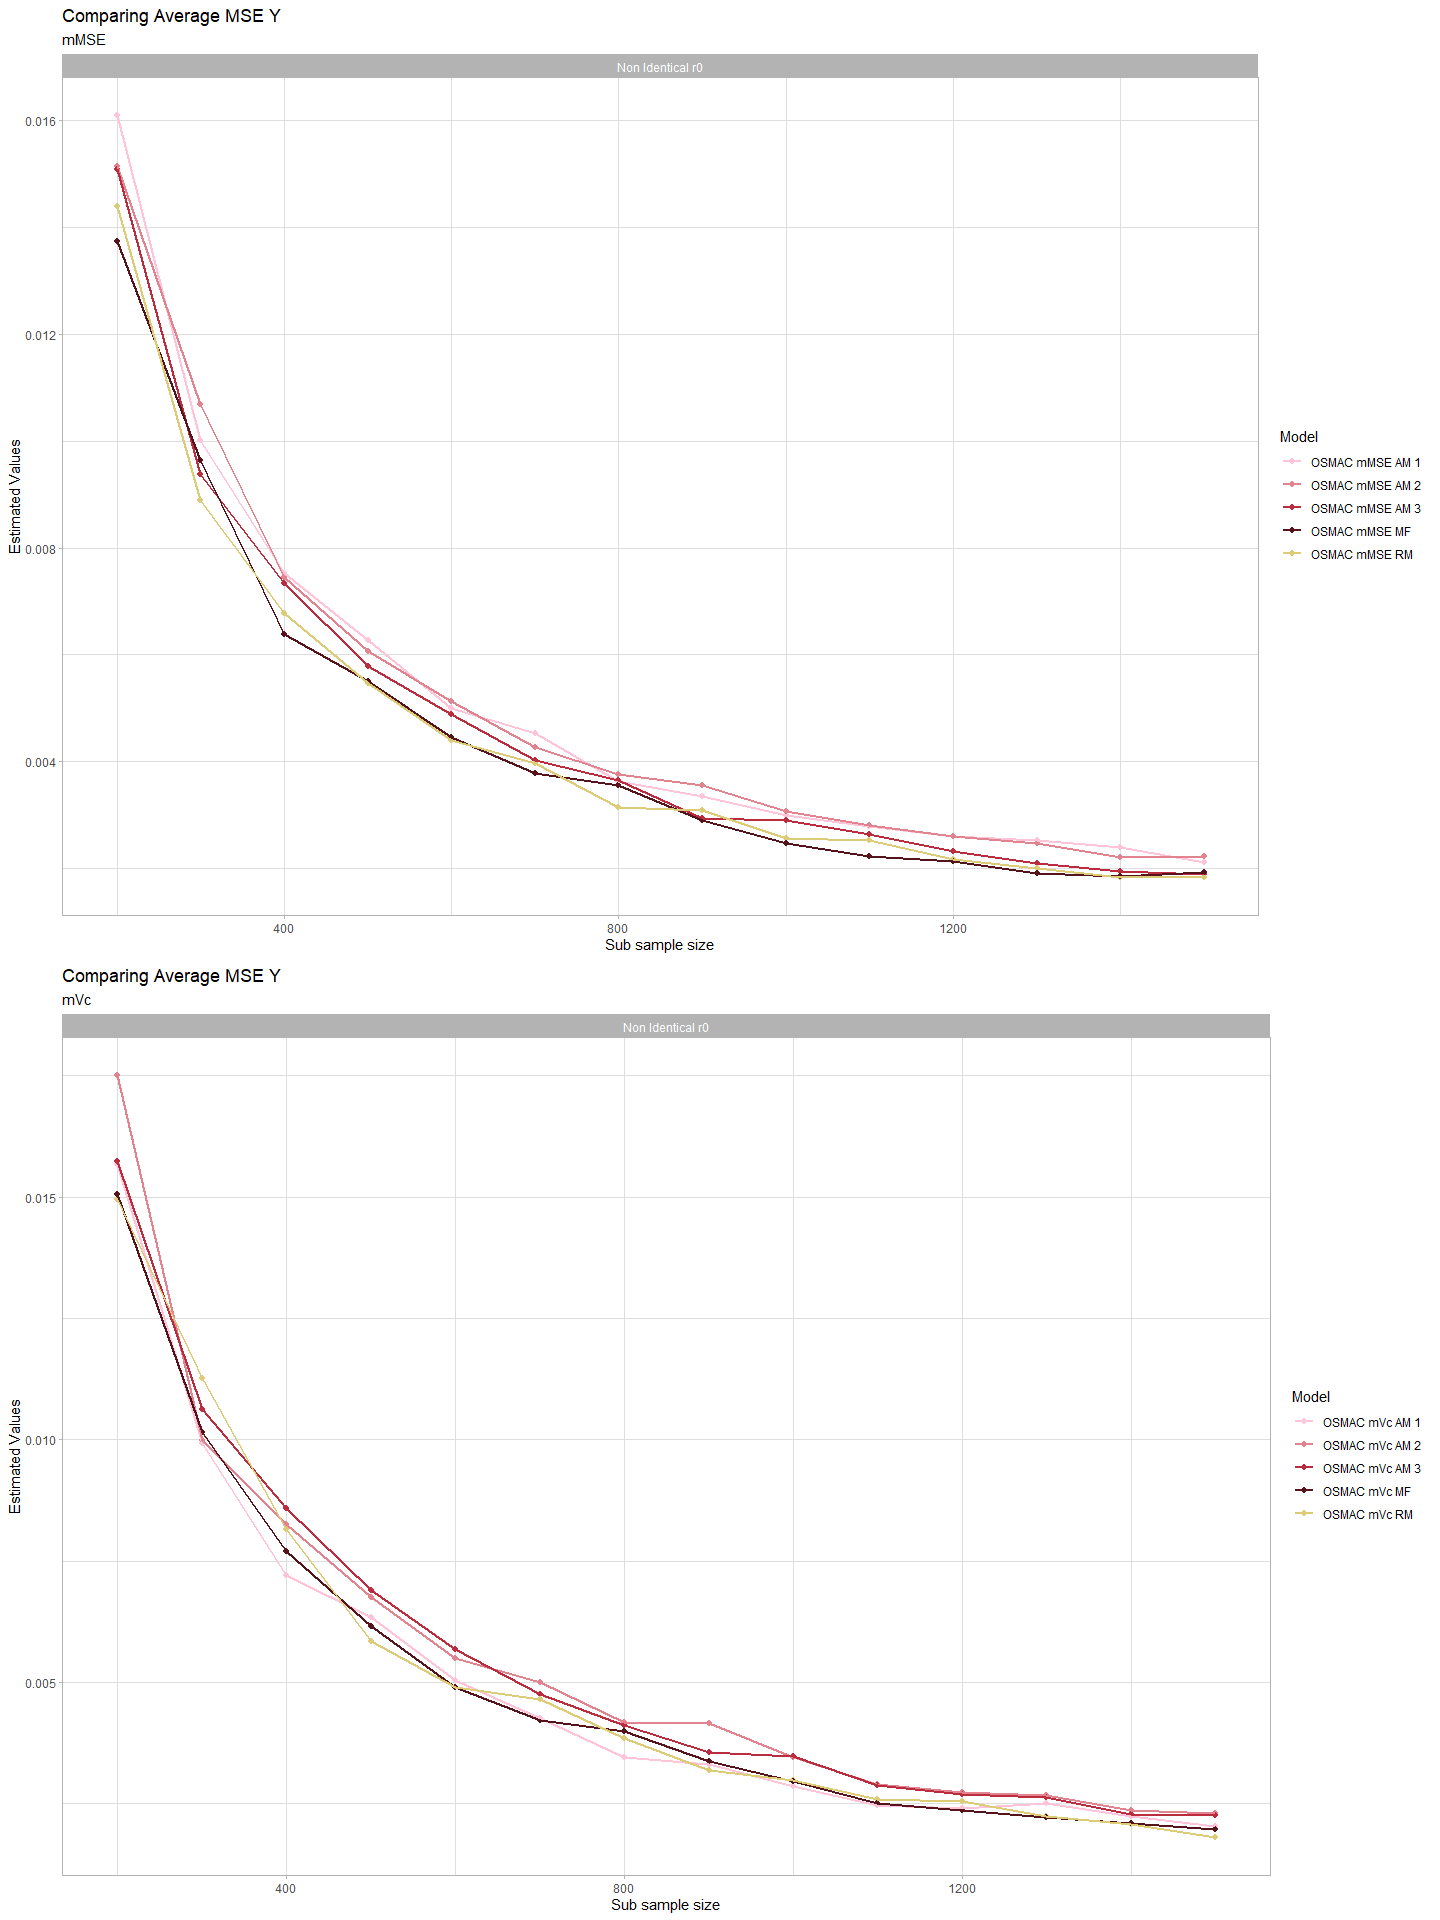 Comparing Average MSE Y
mMSE
Non Identical r0
0.016
0.012
0.008
0.004
Estimated Values
400
800
1200
Sub sample size
Model
OSMAC mMSE AM 1
OSMAC mMSE AM 2
OSMAC mMSE AM 3
OSMAC mMSE MF
OSMAC mMSE RM
Comparing Average MSE Y
mVc
Non Identical r0
0.015
0.010
0.005
Estimated Values
400
800
1200
Sub sample size
Model
OSMAC mVc AM 1
OSMAC mVc AM 2
OSMAC mVc AM 3
OSMAC mVc MF
OSMAC mVc RM